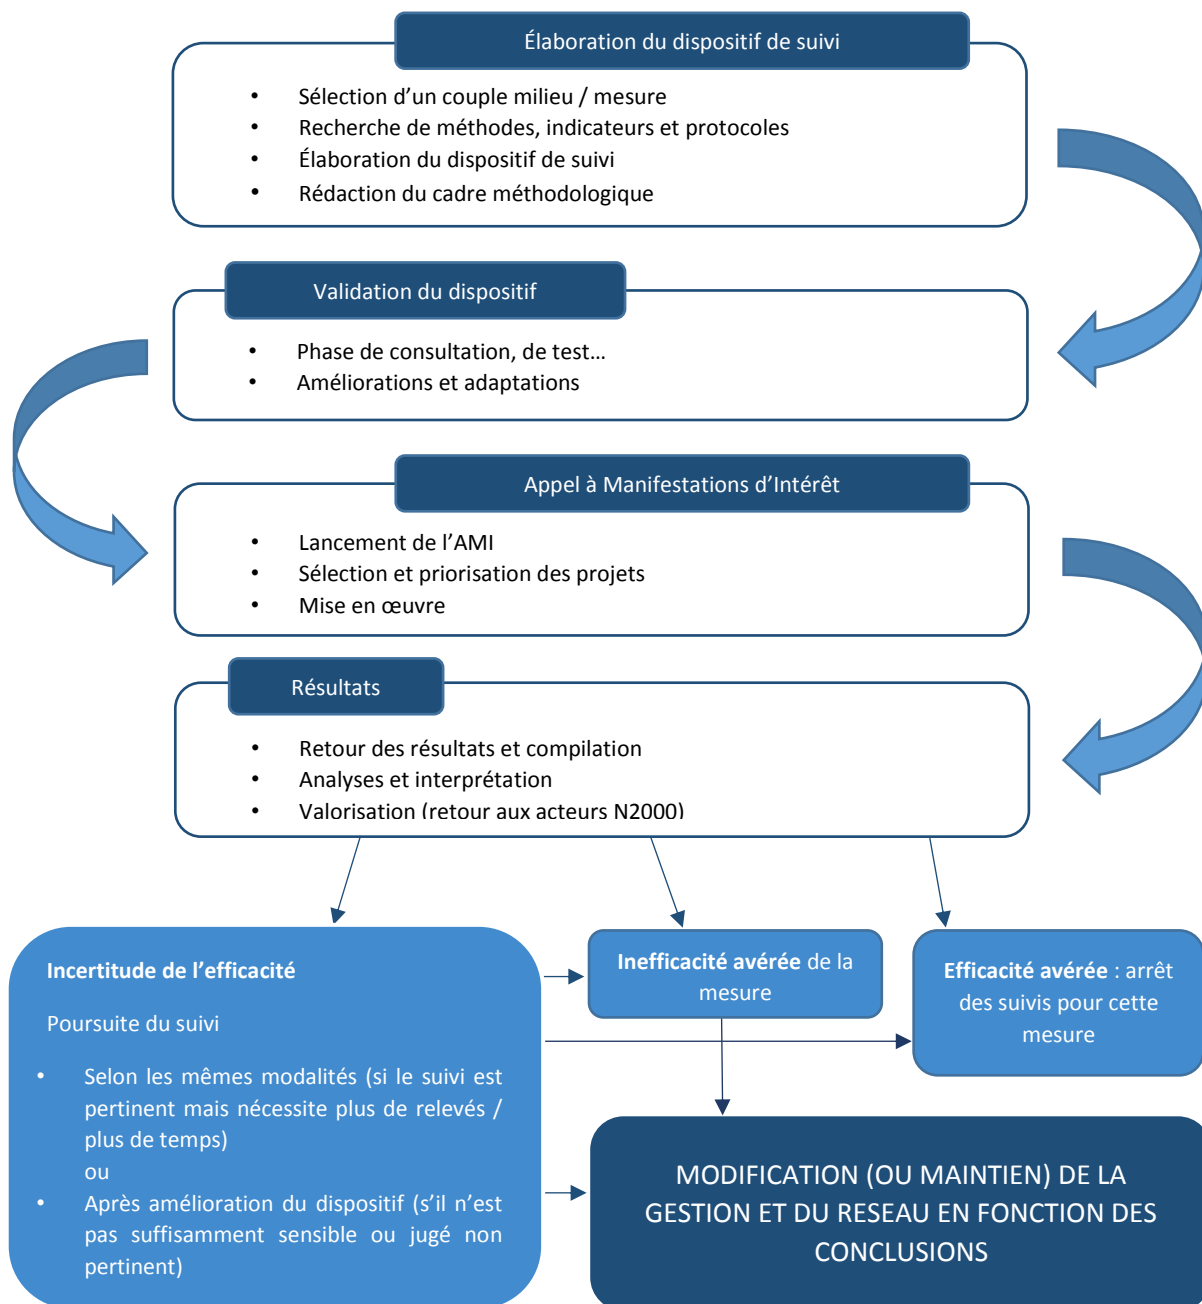 Élaboration du dispositif de suivi
• Sélection d’un couple milieu / mesure
• Recherche de méthodes, indicateurs et protocoles
• Élaboration du dispositif de suivi
• Rédaction du cadre méthodologique
Validation du dispositif
• Phase de consultation, de test…
• Améliorations et adaptations
Appel à Manifestations d’Intérêt
• Lancement de l’AMI
• Sélection et priorisation des projets
• Mise en œuvre
Résultats
• Retour des résultats et compilation
• Analyses et interprétation
• Valorisation (retour aux acteurs N2000)
Incertitude de l’efficacité
Poursuite du suivi
• Selon les mêmes modalités (si le suivi est
pertinent mais nécessite plus de relevés /
plus de temps)
ou
• Après amélioration du dispositif (s’il n’est
pas suffisamment sensible ou jugé non
pertinent)
Inefficacité avérée de la
mesure
Efficacité avérée : arrêt
des suivis pour cette
mesure
MODIFICATION (OU MAINTIEN) DE LA
GESTION ET DU RESEAU EN FONCTION DES
CONCLUSIONS